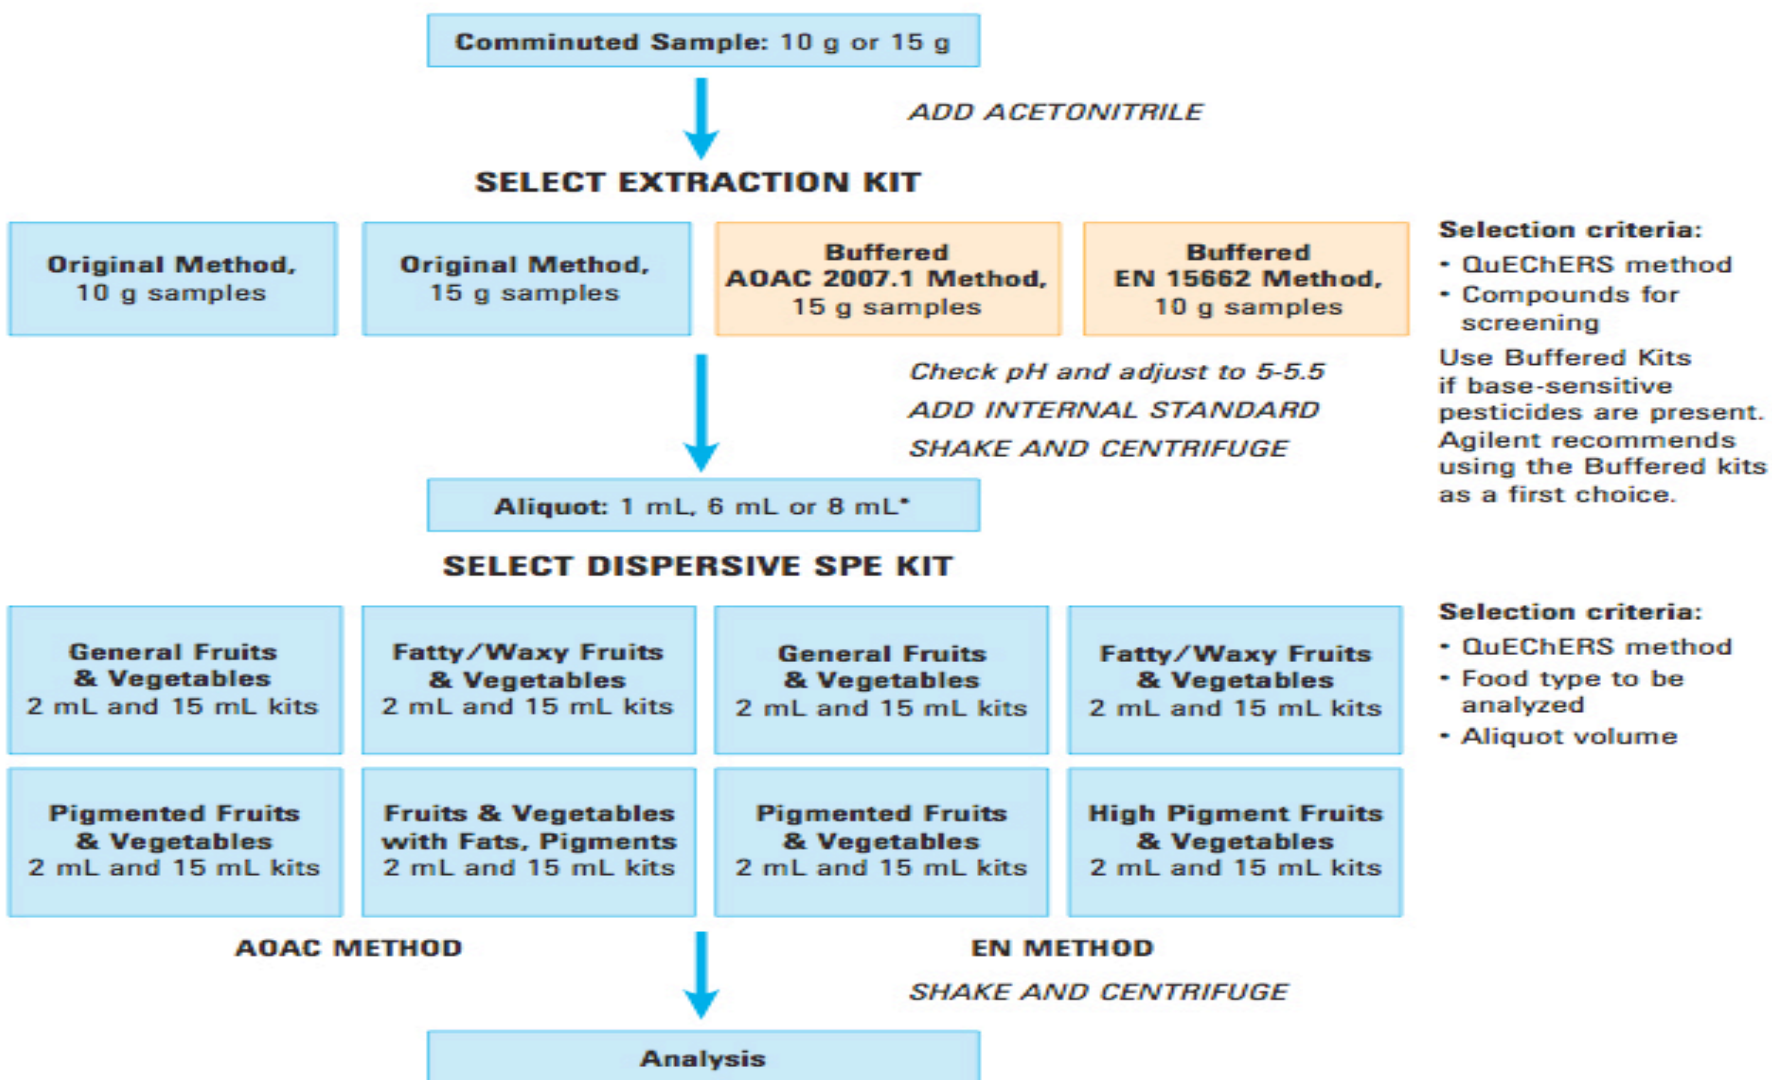 Comminuted Sample: 10 g or 15 g
ADD ACETONITRILE
SELECT EXTRACTION KIT
Original Method,
10 g samples
Original Method,
15 g samples
Buffered
AOAC 2007.1 Method,
15 g samples
Buffered
EN 15662 Method,
10 g samples
Selection criteria:
• QuEChERS method
• Compounds for
screening
Use Buffered Kits
if base-sensitive
pesticides are present.
Agilent recommends
using the Buffered kits
as a first choice.
Check pH and adjust to 5-5.5
ADD INTERNAL STANDARD
SHAKE AND CENTRIFUGE
Aliquot: 1 mL, 6 mL or 8 mL*
SELECT DISPERSIVE SPE KIT
General Fruits
& Vegetables
2 mL and 15 mL kits
Fatty/Waxy Fruits
& Vegetables
2 mL and 15 mL kits
General Fruits
& Vegetables
2 mL and 15 mL kits
Fatty/Waxy Fruits
& Vegetables
2 mL and 15 mL kits
Selection criteria:
• QuEChERS method
• Food type to be
analyzed
• Aliquot volume
Pigmented Fruits
& Vegetables
2 mL and 15 mL kits
Fruits & Vegetables
with Fats, Pigments
2 mL and 15 mL kits
Pigmented Fruits
& Vegetables
2 mL and 15 mL kits
High Pigment Fruits
& Vegetables
2 mL and 15 mL kits
AOAC METHOD
EN METHOD
SHAKE AND CENTRIFUGE
Analysis